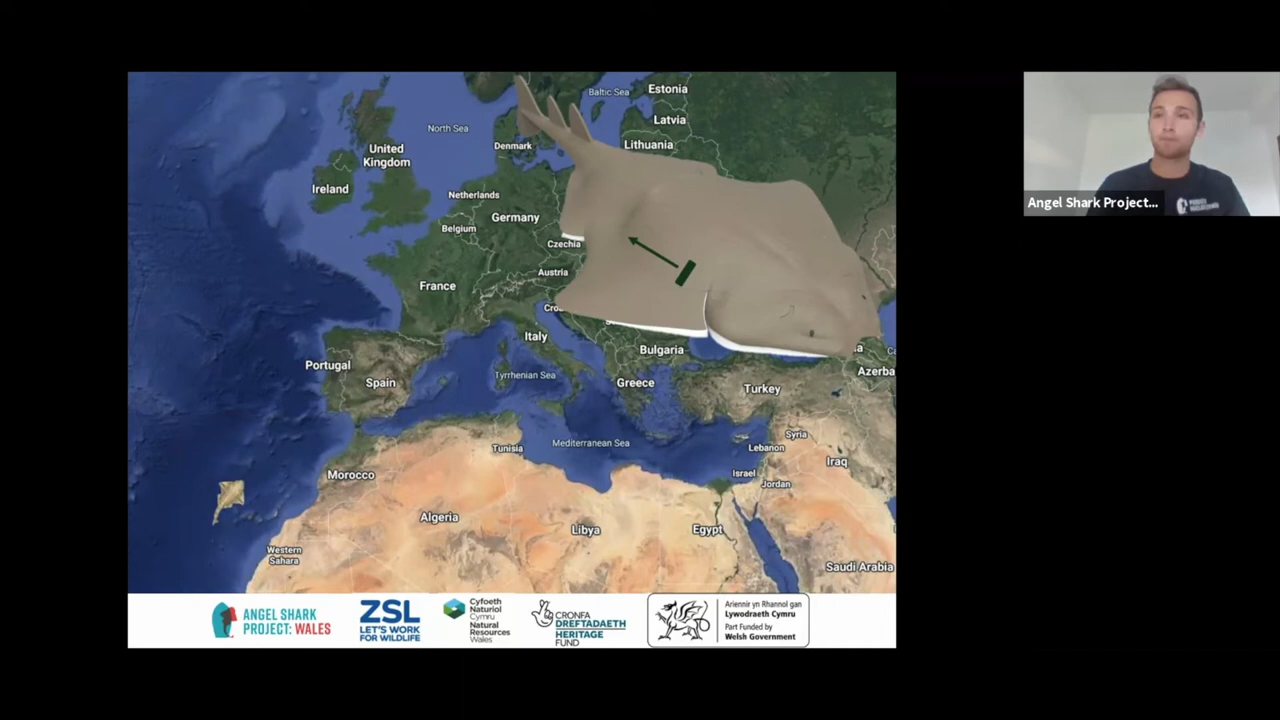 Baltic Sea
Estonia
Latvia
Lithuania
North Sea
Denmark
United
Kingdom
Ireland
Netherlands
Germany
Belgium
Czechia
Austria
France
Cro
Italy
Bulgaria
Portugal
Spain
Tyrrhenian Sea
Greece
Turkey
a
Ca
Azerba
Tunisia
Mediterranean Sea
Syria
Lebanon
Iraq
Israel
Jordan
Morocco
Algeria
Libya
Egypt
Western
Sahara
Saudi Arabia
Angel Shark Project...
ANGEL SHARK
PROJECT: WALES
ZSL
LET'S WORK
FOR WILDLIFE
Cyfoeth
Naturiol
Cymru
Natural
Resources
Wales
CRONFA
DREFTADAETH
HERITAGE
FUND
Ariennir yn Rhannol gan
Lywodraeth Cymru
Part Funded by
Welsh Government